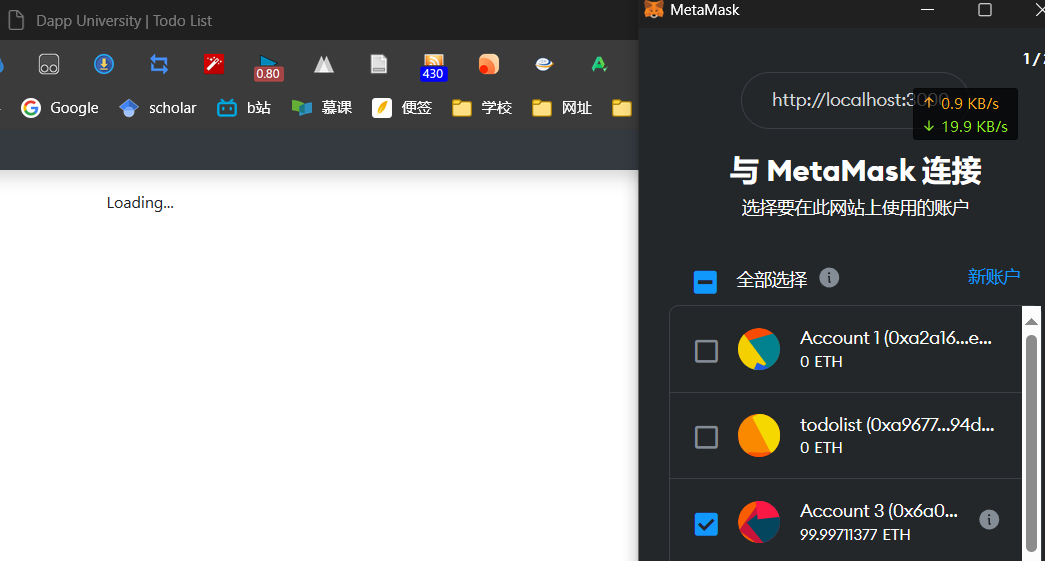 Dapp University | Todo List
0.80
430
Google
scholar
b站
慕课
便签
学校
网址
Loading...
MetaMask
1 /
http://localhost:3000
↑ 0.9 KB/s
↓ 19.9 KB/s
与 MetaMask 连接
选择要在此网站上使用的账户
全部选择
新账户
Account 1 (0xa2a16...e...
0 ETH
todolist (0xa9677...94d...
0 ETH
Account 3 (0x6a0...
99.99711377 ETH